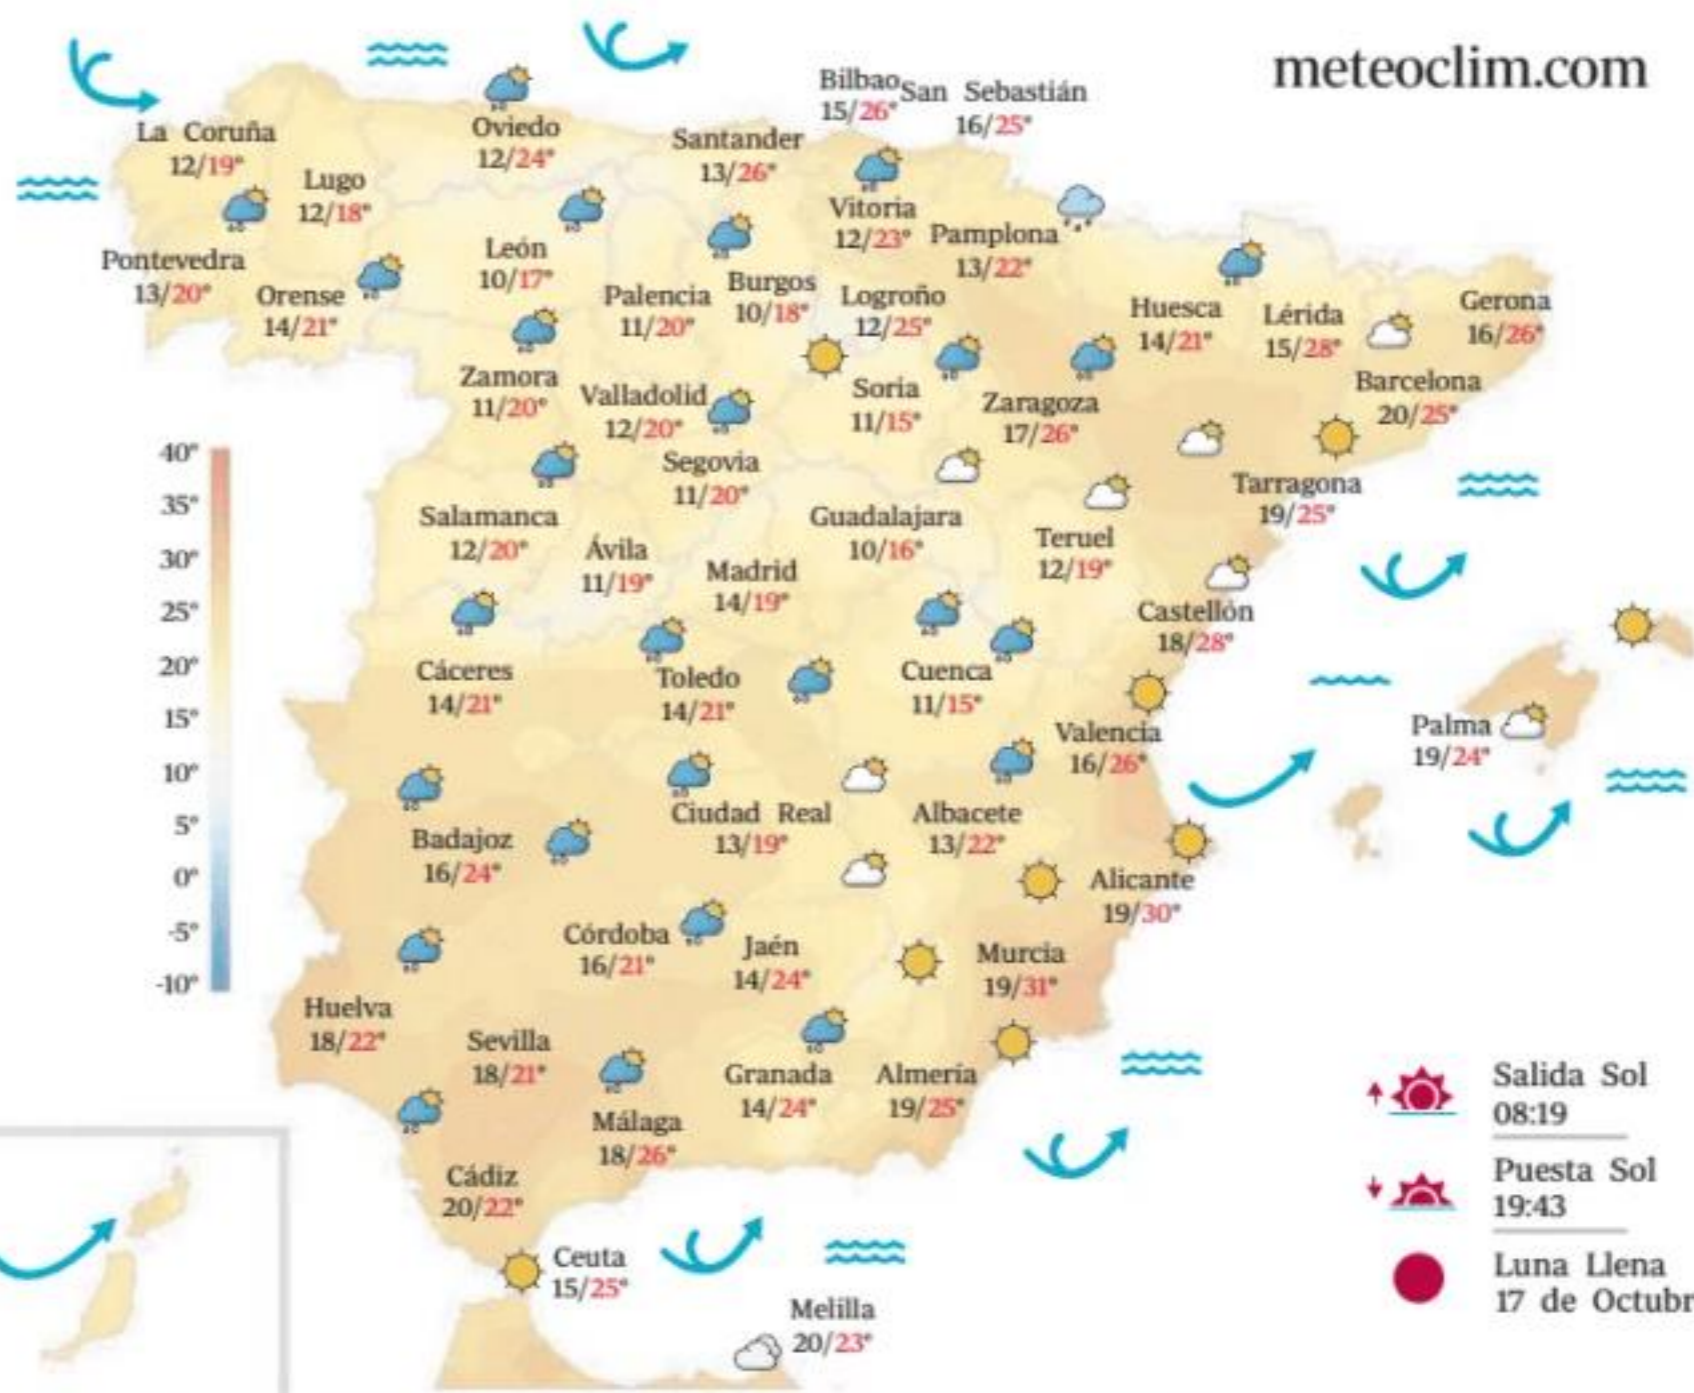 meteoclim.com
Bilbao
15/26°
San Sebastián
16/25°
La Coruña
12/19°
Oviedo
12/24°
Santander
13/26°
Lugo
12/18°
Vitoria
12/23°
Pamplona
13/22°
Pontevedra
13/20°
León
10/17°
Orense
14/21°
Palencia
11/20°
Burgos
10/18°
Logroño
12/25°
Huesca
14/21°
Lérida
15/28°
Gerona
16/26°
Zamora
11/20°
Valladolid
12/20°
Soria
11/15°
Zaragoza
17/26°
Barcelona
20/25°
Segovia
11/20°
Tarragona
19/25°
Salamanca
12/20°
Ávila
11/19°
Madrid
14/19°
Guadalajara
10/16°
Teruel
12/19°
Castellón
18/28°
Cáceres
14/21°
Toledo
14/21°
Cuenca
11/15°
Valencia
16/26°
Palma
19/24°
Ciudad Real
13/19°
Albacete
13/22°
Badajoz
16/24°
Alicante
19/30°
Córdoba
16/21°
Jaén
14/24°
Murcia
19/31°
Huelva
18/22°
Sevilla
18/21°
Granada
14/24°
Almería
19/25°
Málaga
18/26°
Cádiz
20/22°
Ceuta
15/25°
Melilla
20/23°
40°
35°
30°
25°
20°
15°
10°
5°
0°
-5°
-10°
Salida Sol
08:19
Puesta Sol
19:43
Luna Llena
17 de Octubr